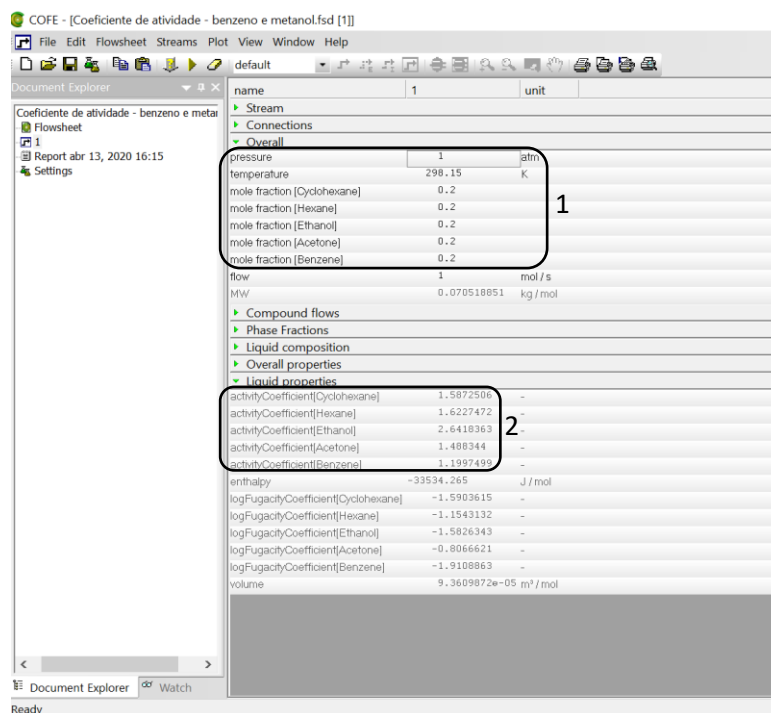 COFE - [Coeficiente de atividade - benzeno e metanol.fsd [1]]
File Edit Flowsheet Streams Plot View Window Help
default
Document Explorer
name 1 unit
Coeficiente de atividade - benzeno e metan
Flowsheet
1
Report abr 13, 2020 16:15
Settings
Stream
Connections
Overall
pressure 1 atm
temperature 298.15 K
mole fraction [Cyclohexane] 0.2
mole fraction [Hexane] 0.2
mole fraction [Ethanol] 0.2
mole fraction [Acetone] 0.2
mole fraction [Benzene] 0.2
1
flow 1 mol / s
MW 0.070518851 kg / mol
Compound flows
Phase Fractions
Liquid composition
Overall properties
Liquid properties
activityCoefficient[Cyclohexane] 1.5872506 -
activityCoefficient[Hexane] 1.6227472 -
activityCoefficient[Ethanol] 2.6418363 -
activityCoefficient[Acetone] 1.488344 -
activityCoefficient[Benzene] 1.1997499 -
2
enthalpy -33534.265 J / mol
logFugacityCoefficient[Cyclohexane] -1.5903615 -
logFugacityCoefficient[Hexane] -1.1543132 -
logFugacityCoefficient[Ethanol] -1.5826343 -
logFugacityCoefficient[Acetone] -0.8066621 -
logFugacityCoefficient[Benzene] -1.9108863 -
volume 9.3609872e-05 m³ / mol
Document Explorer Watch
Ready